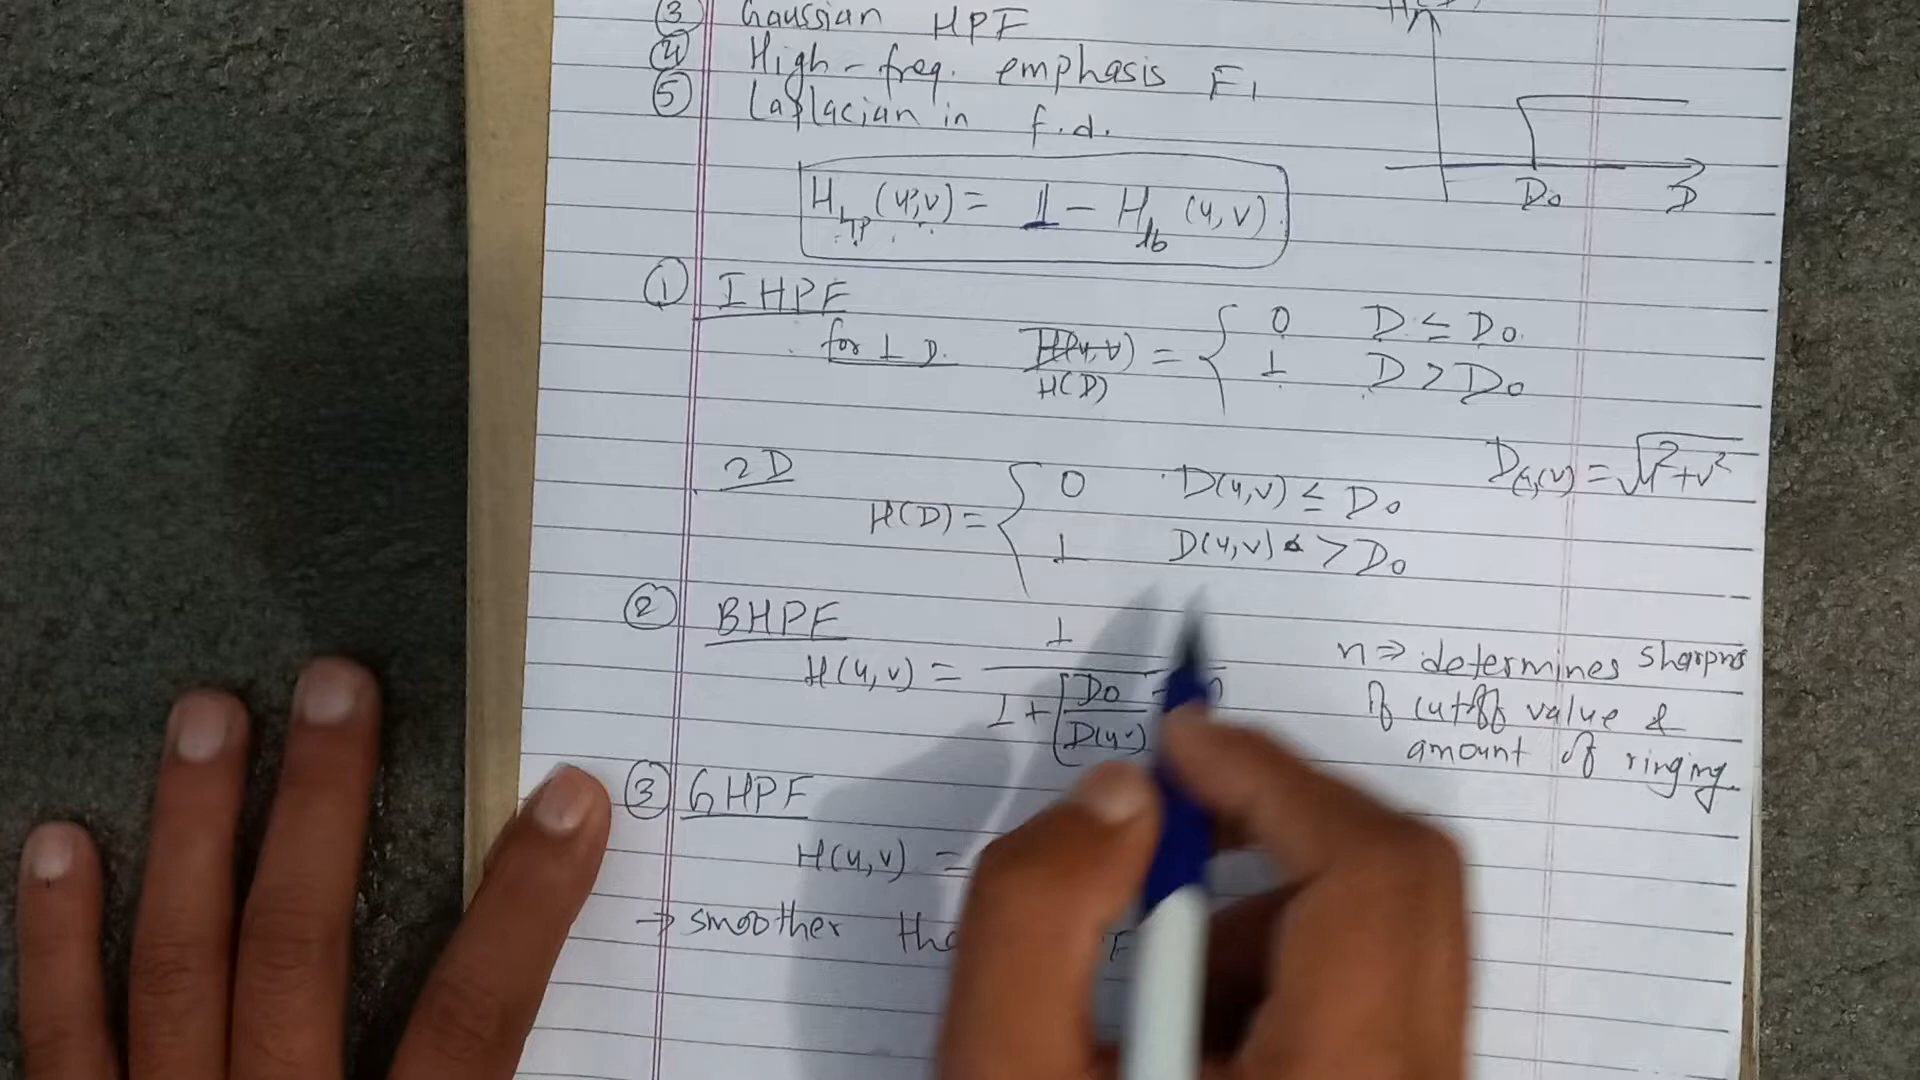 ③ Gaussian HPF
④ High-freq. emphasis F
⑤ Laplacian in f.d.
D₀ D
H_hp (u,v) = 1 - H_lp (u,v)
① IHPF
for 1 D. H(u,v) H(D) = { 0 D ≤ D₀.
1 D > D₀
2D D(u,v) = √u²+v²
H(D) = { 0 D(u,v) ≤ D₀
1 D(u,v) > D₀
② BHPF
H(u,v) = 1 / 1 + [D₀ / D(u,v)
n ⇒ determines sharpns
of cutoff value &
amount of ringing.
③ GHPF
H(u,v) =
→ smoother